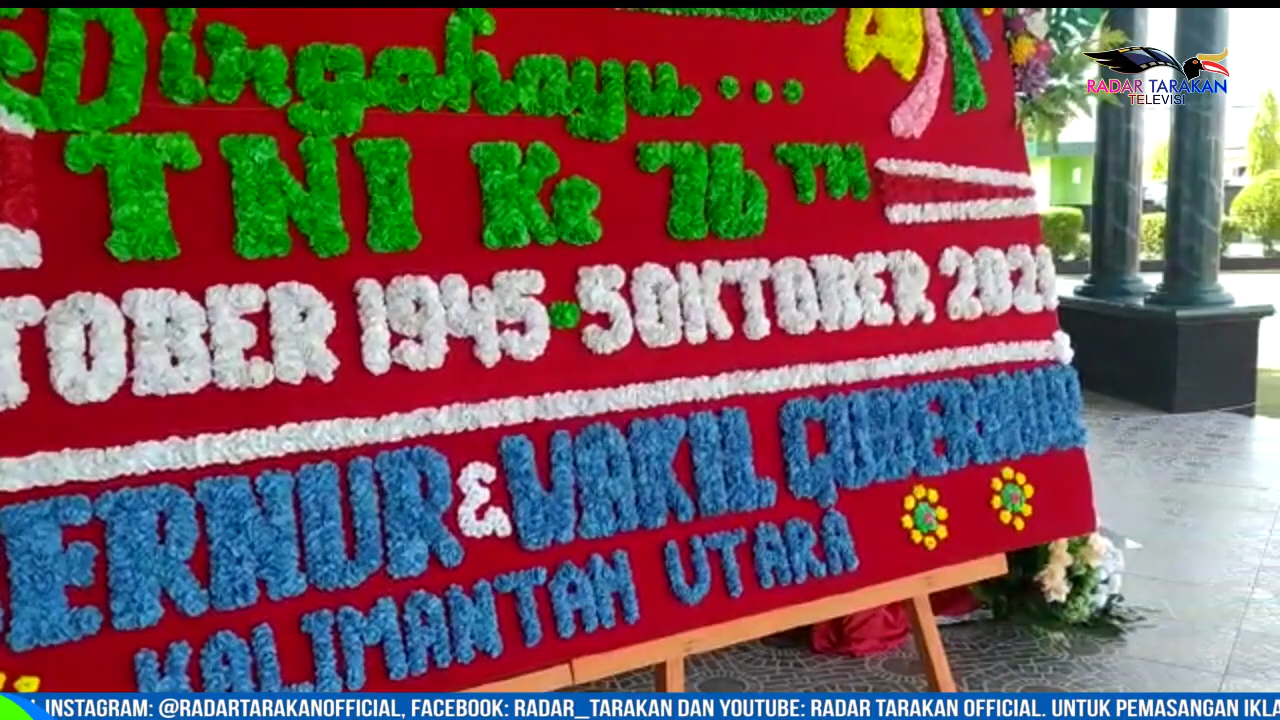 Dirgahayu...
TNI Ke 76 TH
TOBER 1945 · 5 OKTOBER 2021
BERNUR & WAKIL GUBERNUR
KALIMANTAN UTARA
RADAR TARAKAN
TELEVISI
INSTAGRAM: @RADARTARAKANOFFICIAL, FACEBOOK: RADAR_TARAKAN DAN YOUTUBE: RADAR TARAKAN OFFICIAL. UNTUK PEMASANGAN IKLA